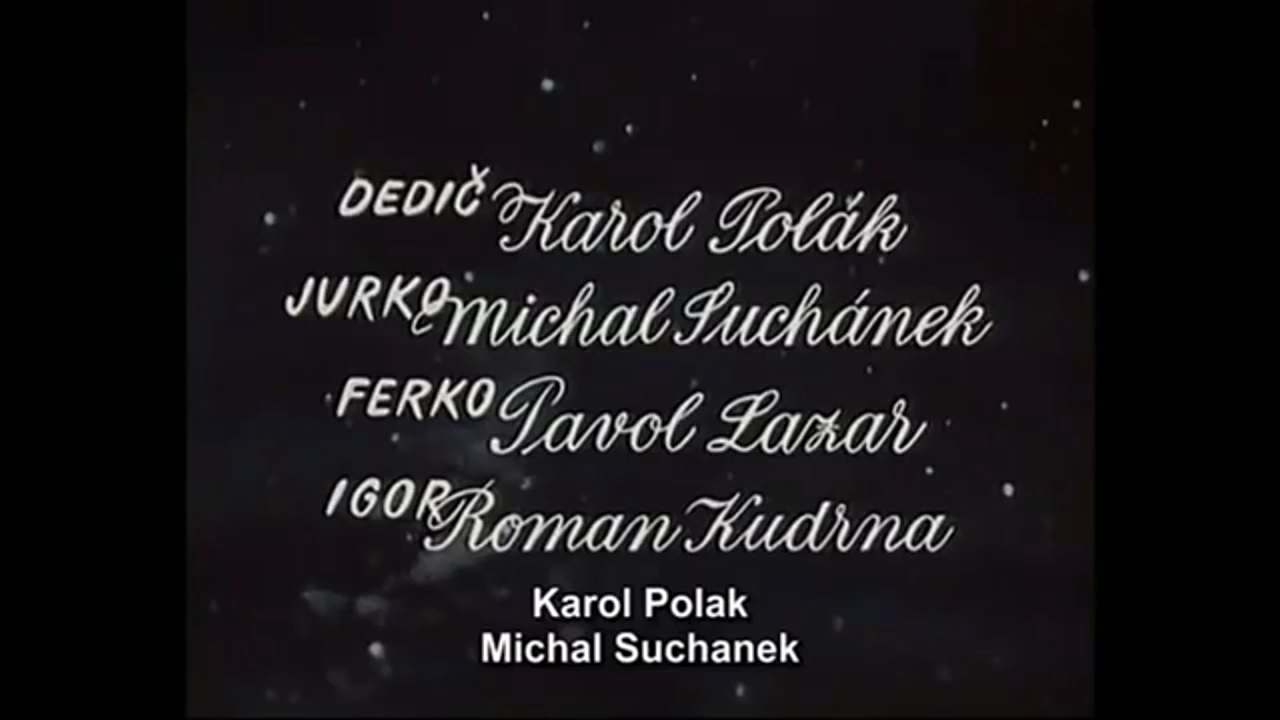 DEDIČ Karol Polák
JURKO Michal Suchánek
FERKO Pavol Lazar
IGOR Roman Kudrna
Karol Polak
Michal Suchanek